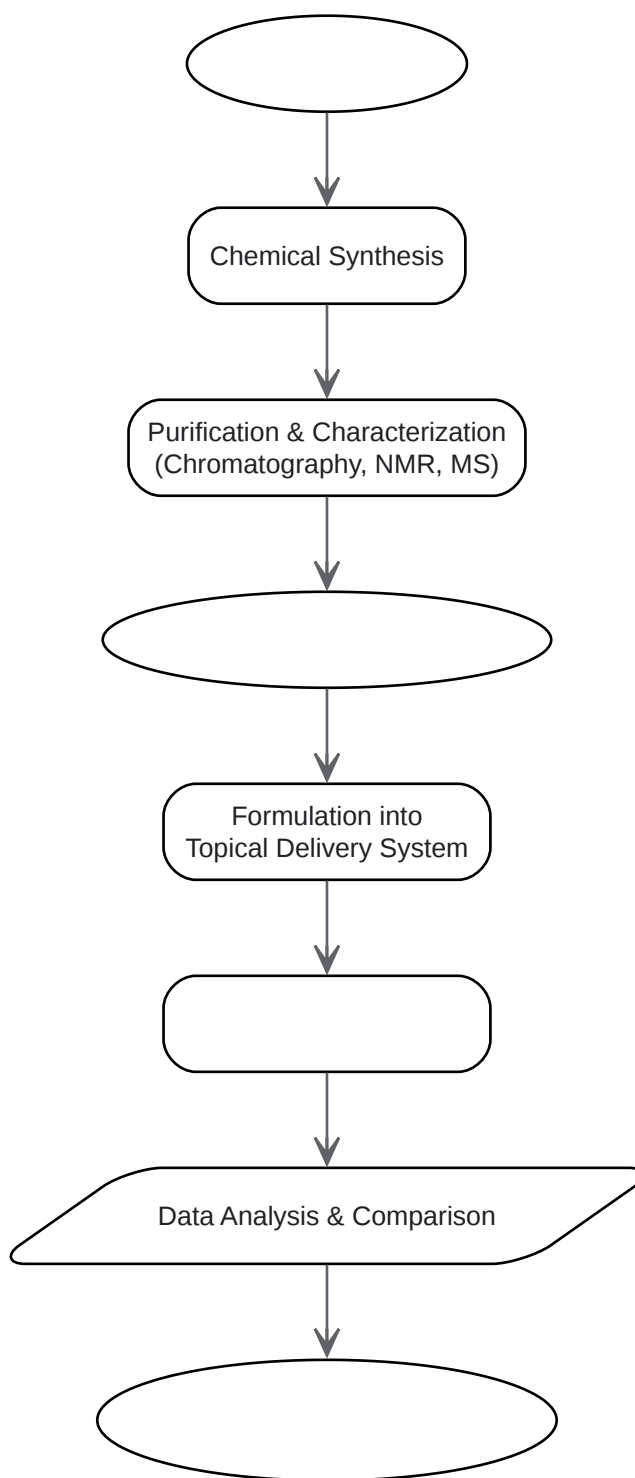 Chemical Synthesis
Purification & Characterization
(Chromatography, NMR, MS)
Formulation into
Topical Delivery System
Data Analysis & Comparison